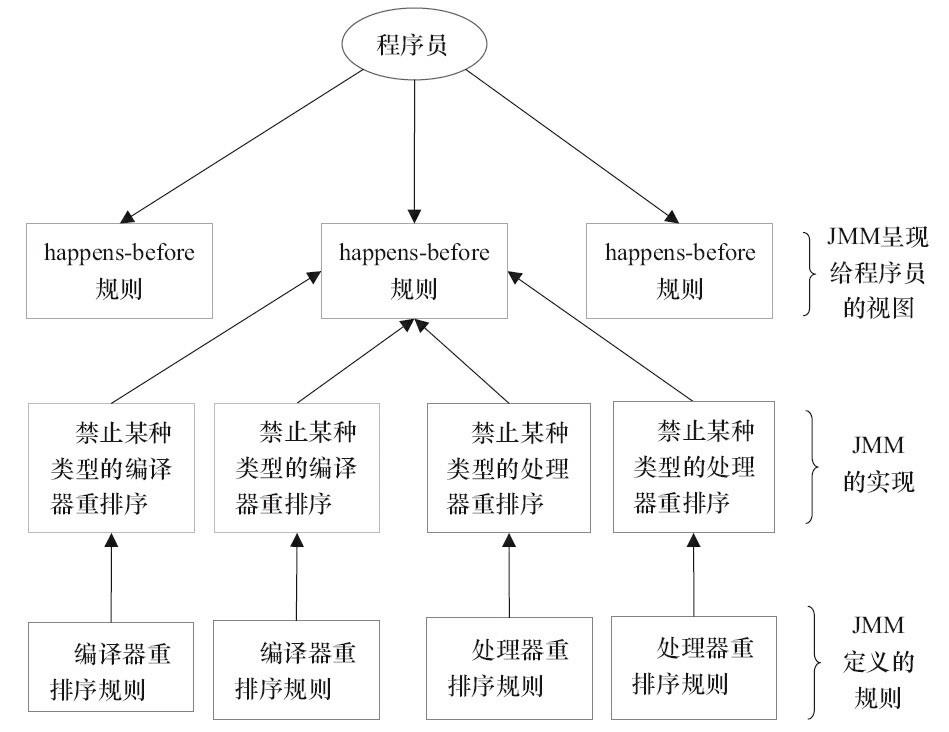 程序员
happens-before
规则
happens-before
规则
happens-before
规则
JMM呈现
给程序员
的视图
禁止某种
类型的编译
器重排序
禁止某种
类型的编译
器重排序
禁止某种
类型的处理
器重排序
禁止某种
类型的处理
器重排序
JMM
的实现
编译器重
排序规则
编译器重
排序规则
处理器重
排序规则
处理器重
排序规则
JMM
定义的
规则